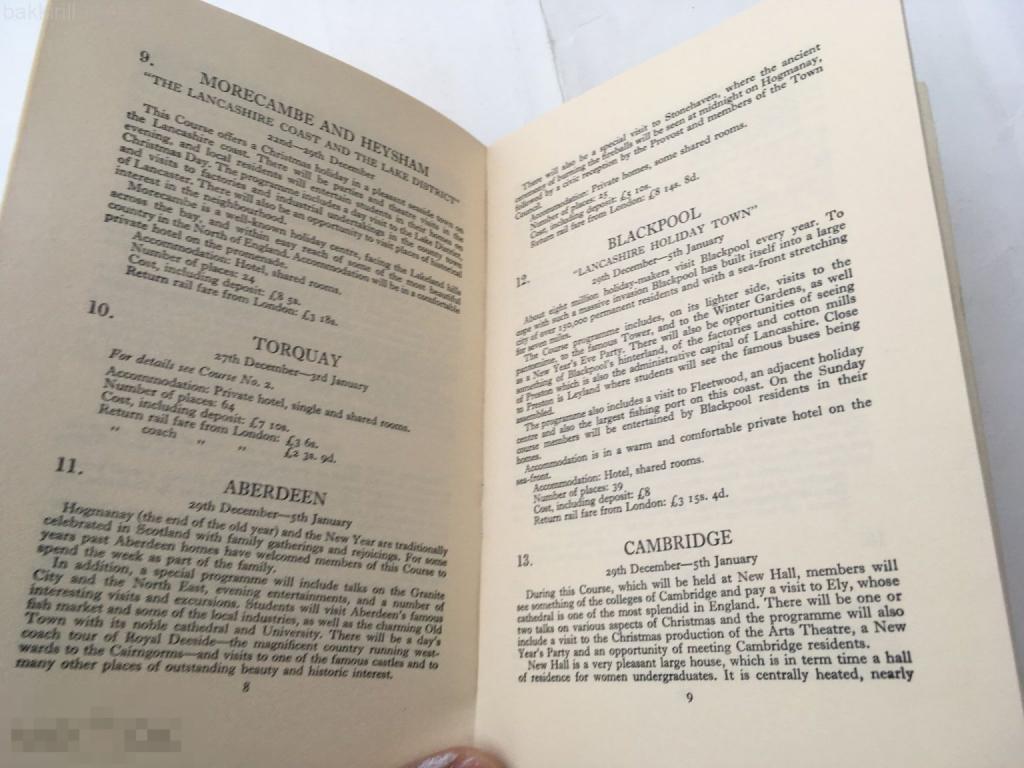 bak
9.
MORECAMBE AND HEYSHAM
"THE LANCASHIRE COAST AND THE LAKE DISTRICT"
22nd—29th December
This Course offers a Christmas holiday in a pleasant seaside town on
the Lancashire coast. There will be parties and theatre visits in the
evening, and local residents will entertain students in their homes on
Christmas Day. The programme includes a day visit to the Lake District,
and visits to factories and industrial undertakings in the county town
of Lancaster. There will also be an opportunity to visit places of historical
interest in the neighbourhood.
Morecambe is a well-known holiday centre, facing the Lakeland hills
across the bay, and within easy reach of some of the most beautiful
country in the North of England. Accommodation will be in a comfortable
private hotel on the promenade.
Accommodation: Hotel, shared rooms.
Number of places: 24
Cost, including deposit: £8 5s.
Return rail fare from London: £3 18s.
10.
TORQUAY
27th December—3rd January
For details see Course No. 2.
Accommodation: Private hotel, single and shared rooms.
Number of places: 64
Cost, including deposit: £7 10s.
Return rail fare from London: £3 6s.
" coach " " £2 3s. 9d.
11.
ABERDEEN
29th December—5th January
Hogmanay (the end of the old year) and the New Year are traditionally
celebrated in Scotland with family gatherings and rejoicings. For some
years past Aberdeen homes have welcomed members of this Course to
spend the week as part of the family.
In addition, a special programme will include talks on the Granite
City and the North East, evening entertainments, and a number of
interesting visits and excursions. Students will visit Aberdeen's famous
fish market and some of the local industries, as well as the charming Old
Town with its noble cathedral and University. There will be a day's
coach tour of Royal Deeside—the magnificent country running west-
wards to the Cairngorms—and visits to one of the famous castles and to
many other places of outstanding beauty and historic interest.
8
There will also be a special visit to Stonehaven, where the ancient
ceremony of burning the fireballs will be seen at midnight on Hogmanay,
followed by a civic reception by the Provost and members of the Town
Council.
Accommodation: Private homes, some shared rooms.
Number of places: 25
Cost, including deposit: £5 10s.
Return rail fare from London: £8 14s. 8d.
12.
BLACKPOOL
"LANCASHIRE HOLIDAY TOWN"
29th December—5th January
About eight million holiday-makers visit Blackpool every year. To
cope with such a massive invasion Blackpool has built itself into a large
city of over 150,000 permanent residents and with a sea-front stretching
for seven miles.
The Course programme includes, on its lighter side, visits to the
pantomime, to the famous Tower, and to the Winter Gardens, as well
as a New Year's Eve Party. There will also be opportunities of seeing
something of Blackpool's hinterland, of the factories and cotton mills
of Preston which is also the administrative capital of Lancashire. Close
to Preston is Leyland where students will see the famous buses being
assembled.
The programme also includes a visit to Fleetwood, an adjacent holiday
centre and also the largest fishing port on this coast. On the Sunday
course members will be entertained by Blackpool residents in their
homes.
Accommodation is in a warm and comfortable private hotel on the
sea-front.
Accommodation: Hotel, shared rooms.
Number of places: 39
Cost, including deposit: £8
Return rail fare from London: £3 15s. 4d.
13.
CAMBRIDGE
29th December—5th January
During this Course, which will be held at New Hall, members will
see something of the colleges of Cambridge and pay a visit to Ely, whose
cathedral is one of the most splendid in England. There will be one or
two talks on various aspects of Christmas and the programme will also
include a visit to the Christmas production of the Arts Theatre, a New
Year's Party and an opportunity of meeting Cambridge residents.
New Hall is a very pleasant large house, which is in term time a hall
of residence for women undergraduates. It is centrally heated, nearly
9